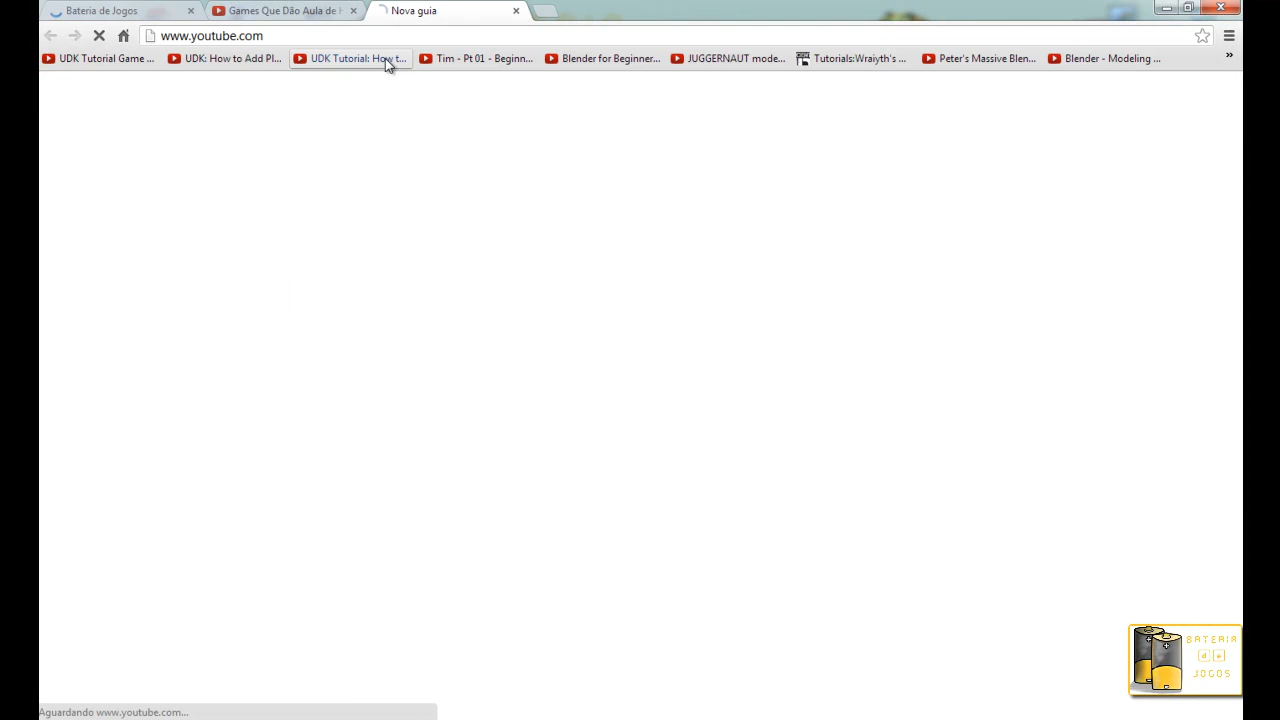 Bateria de Jogos
Games Que Dão Aula de H
Nova guia
www.youtube.com
UDK Tutorial Game ...
UDK: How to Add Pl...
UDK Tutorial: How t...
Tim - Pt 01 - Beginn...
Blender for Beginner...
JUGGERNAUT mode...
Tutorials:Wraiyth's ...
Peter's Massive Blen...
Blender - Modeling ...
»
BATERIA
de
JOGOS
Aguardando www.youtube.com...